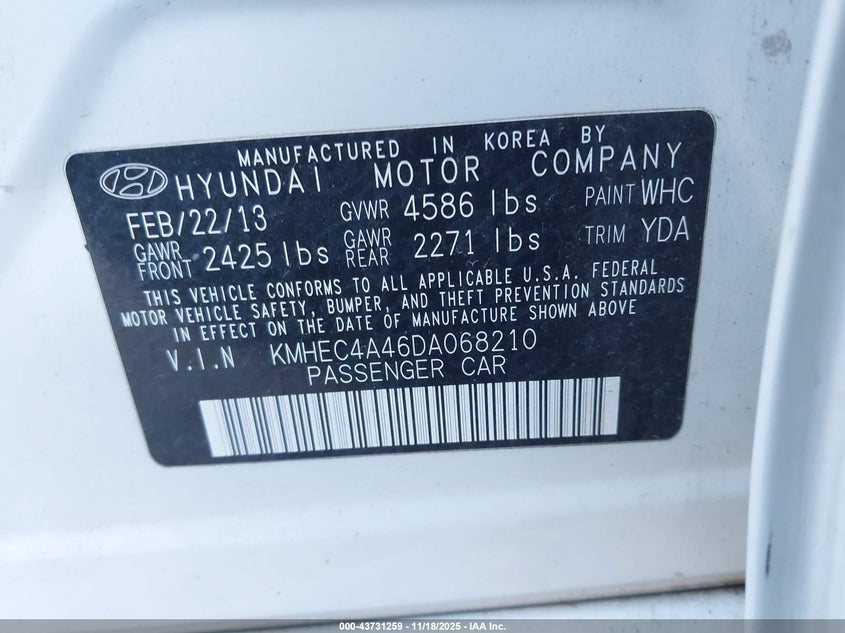 MANUFACTURED IN KOREA BY
HYUNDAI MOTOR COMPANY
FEB/22/13 GVWR 4586 lbs PAINT WHC
GAWR FRONT 2425 lbs GAWR REAR 2271 lbs TRIM YDA
THIS VEHICLE CONFORMS TO ALL APPLICABLE U.S.A. FEDERAL
MOTOR VEHICLE SAFETY, BUMPER, AND THEFT PREVENTION STANDARDS
IN EFFECT ON THE DATE OF MANUFACTURE SHOWN ABOVE
V.I.N KMHEC4A46DA068210
PASSENGER CAR
000-43731259 - 11/18/2025 - IAA Inc.